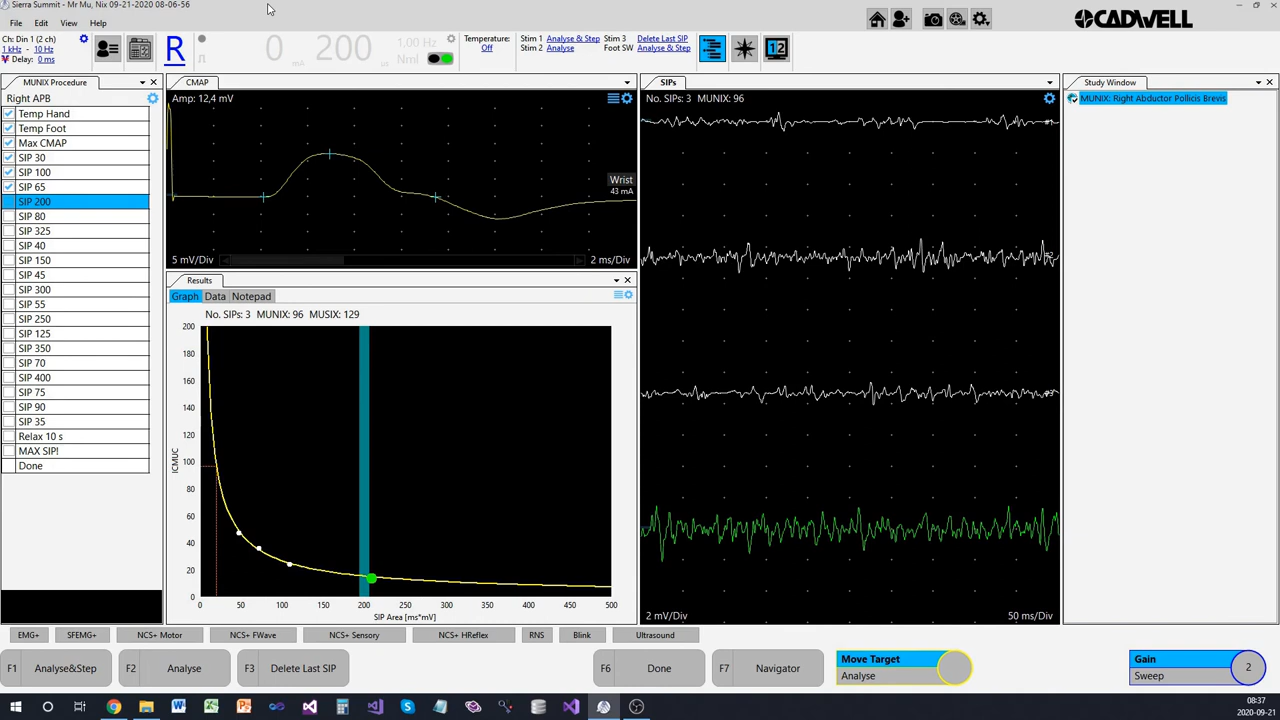 Sierra Summit - Mr Mu, Nix 09-21-2020 08-06-56
File Edit View Help
CADWELL
Ch: Din 1 (2 ch)
1 kHz - 10 Hz
Delay: 0 ms
R
0 mA 200 us
1.00 Hz
Nml
Temperature:
Off
Stim 1 Analyse & Step
Stim 2 Analyse
Stim 3 Delete Last SIP
Foot SW Analyse & Step
12
MUNIX Procedure
Right APB
Temp Hand
Temp Foot
Max CMAP
SIP 30
SIP 100
SIP 65
SIP 200
SIP 80
SIP 325
SIP 40
SIP 150
SIP 45
SIP 300
SIP 55
SIP 250
SIP 125
SIP 350
SIP 70
SIP 400
SIP 75
SIP 90
SIP 35
Relax 10 s
MAX SIP!
Done
CMAP
Amp: 12,4 mV
Wrist
43 mA
5 mV/Div
2 ms/Div
Results
Graph Data Notepad
No. SIPs: 3 MUNIX: 96 MUSIX: 129
200
180
160
140
120
100
80
60
40
20
0
ICMUC
0 50 100 150 200 250 300 350 400 450 500
SIP Area [ms*mV]
SIPs
No. SIPs: 3 MUNIX: 96
2 mV/Div
50 ms/Div
Study Window
MUNIX: Right Abductor Pollicis Brevis
EMG+ SFEMG+ NCS+ Motor NCS+ FWave NCS+ Sensory NCS+ HReflex RNS Blink Ultrasound
F1 Analyse&Step
F2 Analyse
F3 Delete Last SIP
F6 Done
F7 Navigator
Move Target
Analyse
Gain
Sweep
2
08:37
2020-09-21